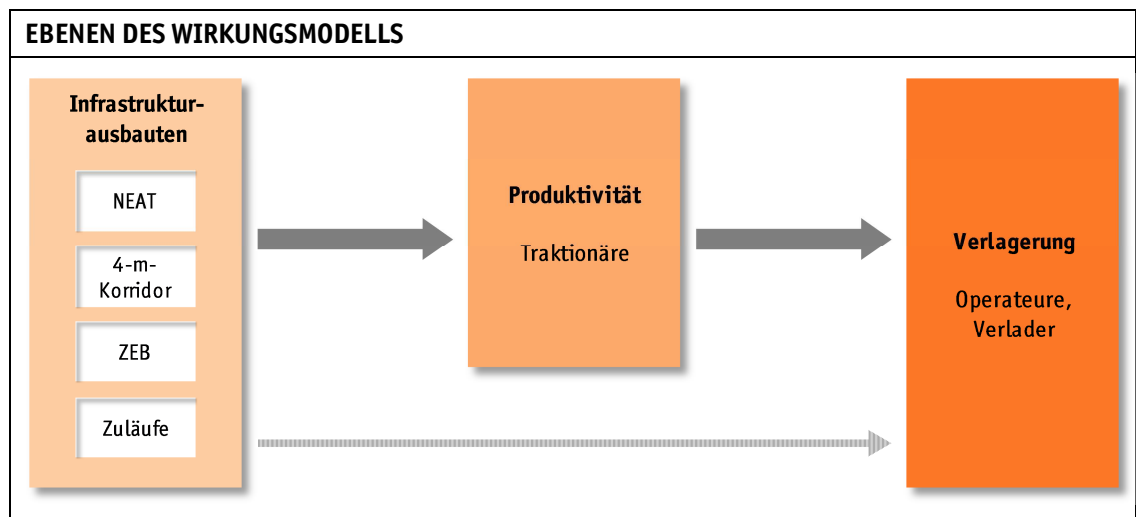 EBENEN DES WIRKUNGSMODELLS
Infrastruktur-
ausbauten
NEAT
4-m-
Korridor
ZEB
Zuläufe
Produktivität
Traktionäre
Verlagerung
Operateure,
Verlader